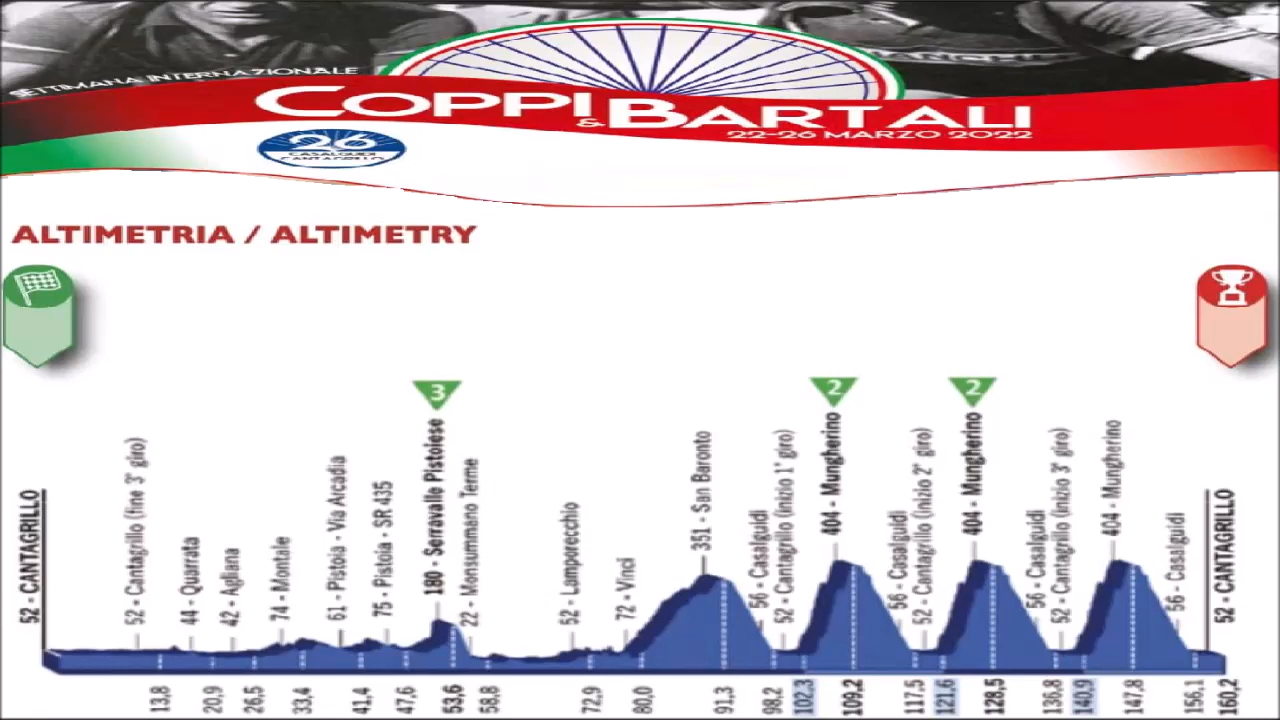 SETTIMANA INTERNAZIONALE
COPPI
& BARTALI
22-26 MARZO 2022
26
CASALGUIDI
CANTAGRILLO
ALTIMETRIA / ALTIMETRY
3
2
2
52 - CANTAGRILLO
52 - Cantagrillo (fine 3° giro)
44 - Quarrata
42 - Agliana
74 - Montale
61 - Pistoia - Via Arcadia
75 - Pistoia - SR 435
180 - Serravalle Pistoiese
22 - Monsummano Terme
52 - Lamporecchio
72 - Vinci
351 - San Baronto
56 - Casalguidi
52 - Cantagrillo (inizio 1° giro)
404 - Mungherino
56 - Casalguidi
52 - Cantagrillo (inizio 2° giro)
404 - Mungherino
56 - Casalguidi
52 - Cantagrillo (inizio 3° giro)
404 - Mungherino
56 - Casalguidi
52 - CANTAGRILLO
13,8
20,9
26,5
33,4
41,4
47,6
53,6
58,8
72,9
80,0
91,3
98,2
102,3
109,2
117,5
121,6
128,5
136,8
140,9
147,8
156,1
160,2